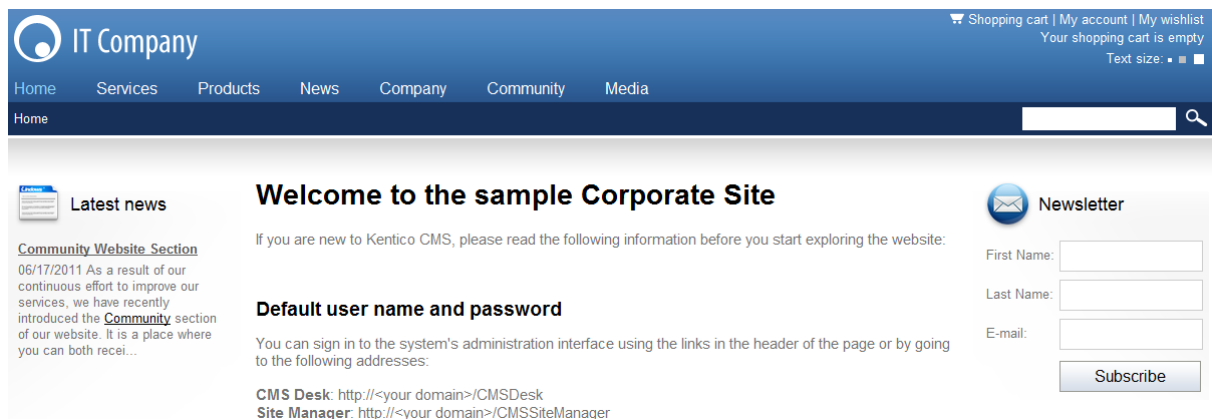 IT Company
Shopping cart | My account | My wishlist
Your shopping cart is empty
Text size:
Home Services Products News Company Community Media
Home
Latest news
Community Website Section
06/17/2011 As a result of our
continuous effort to improve our
services, we have recently
introduced the Community section
of our website. It is a place where
you can both recei...
Welcome to the sample Corporate Site
If you are new to Kentico CMS, please read the following information before you start exploring the website:
Default user name and password
You can sign in to the system's administration interface using the links in the header of the page or by going
to the following addresses:
CMS Desk: http://<your domain>/CMSDesk
Site Manager: http://<your domain>/CMSSiteManager
Newsletter
First Name:
Last Name:
E-mail:
Subscribe